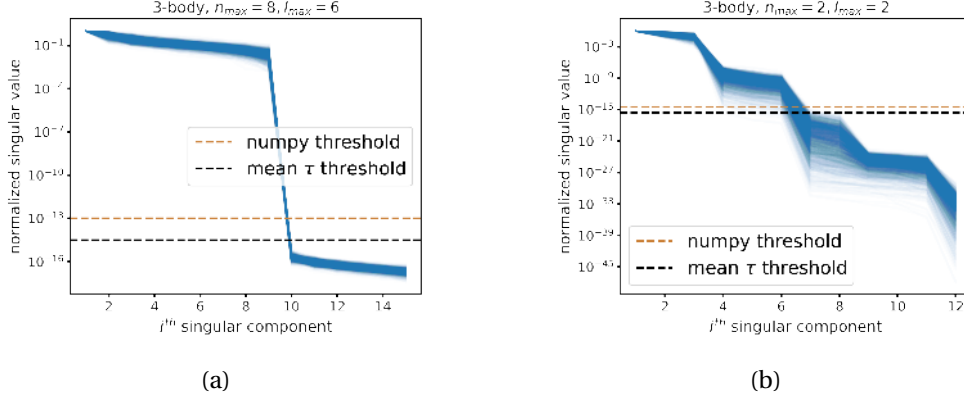 3-body, n_max = 8, l_max = 6
normalized singular value
10⁻¹
10⁻⁴
10⁻⁷
10⁻¹⁰
10⁻¹³
10⁻¹⁶
numpy threshold
mean τ threshold
2 4 6 8 10 12 14
iᵗʰ singular component
(a)
3-body, n_max = 2, l_max = 2
normalized singular value
10⁻³
10⁻⁹
10⁻¹⁵
10⁻²¹
10⁻²⁷
10⁻³³
10⁻³⁹
10⁻⁴⁵
numpy threshold
mean τ threshold
2 4 6 8 10 12
iᵗʰ singular component
(b)